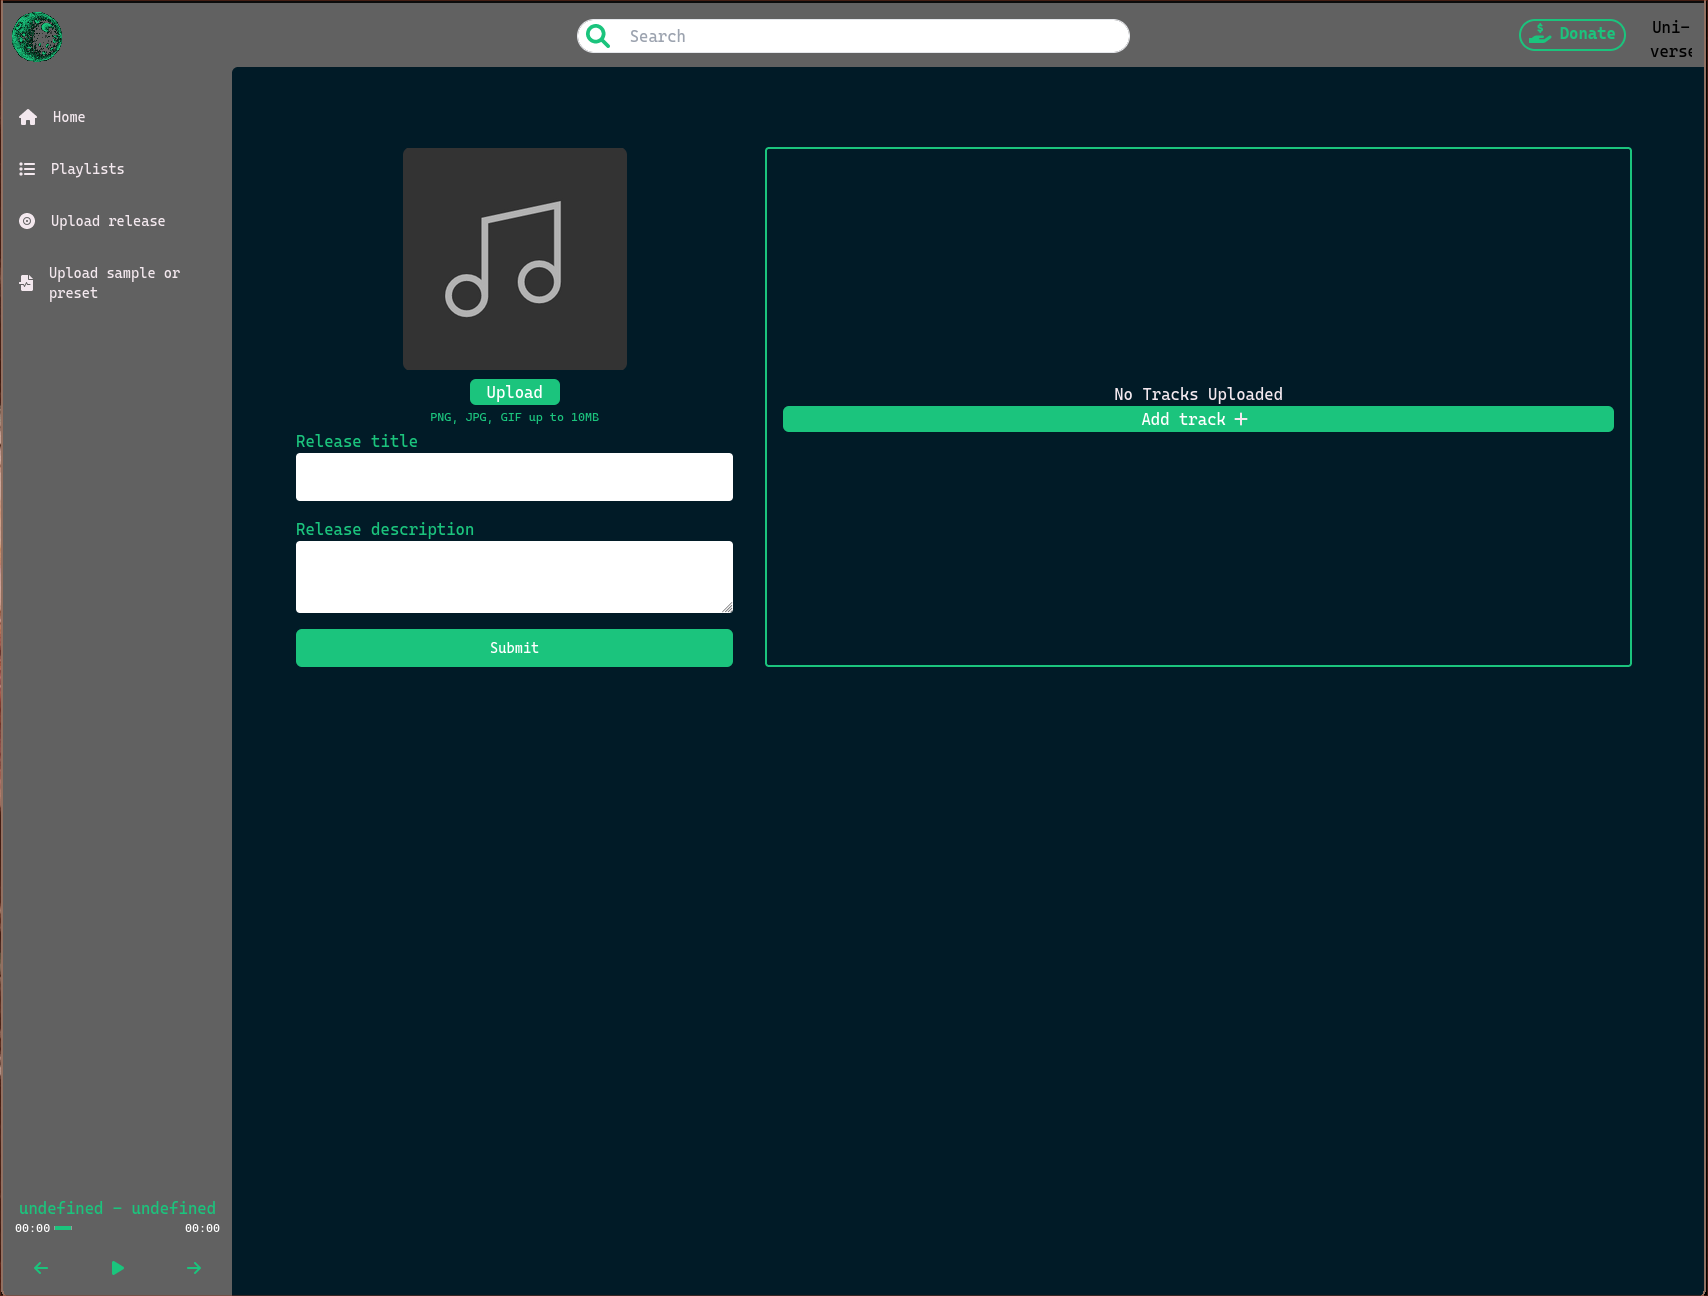 Search
Donate
Uni-
verse
Home
Playlists
Upload release
Upload sample or
preset
Upload
PNG, JPG, GIF up to 10MB
Release title
Release description
Submit
No Tracks Uploaded
Add track
undefined - undefined
00:00
00:00